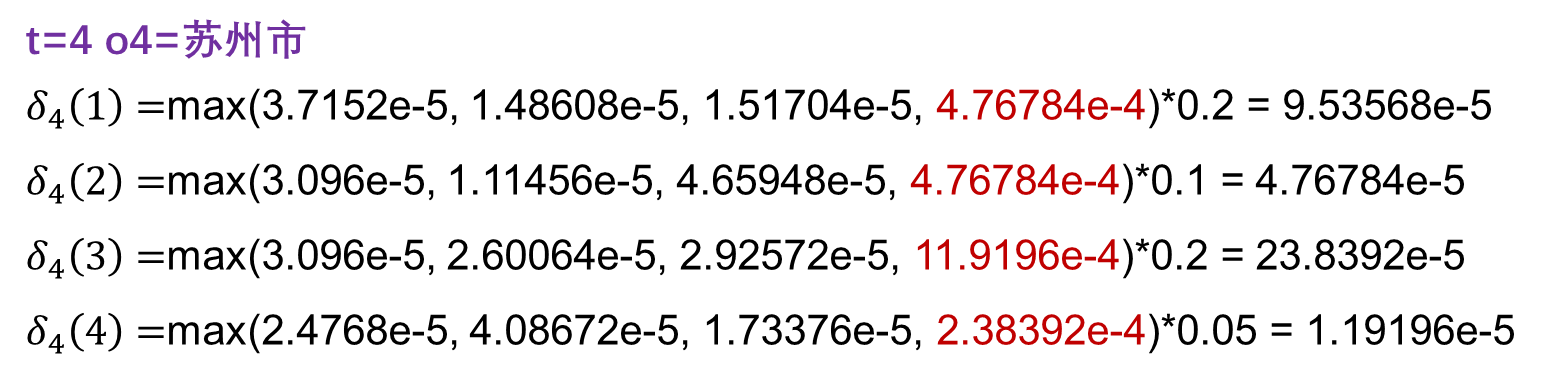 t=4 o4=苏州市
δ₄(1) =max(3.7152e-5, 1.48608e-5, 1.51704e-5, 4.76784e-4)*0.2 = 9.53568e-5
δ₄(2) =max(3.096e-5, 1.11456e-5, 4.65948e-5, 4.76784e-4)*0.1 = 4.76784e-5
δ₄(3) =max(3.096e-5, 2.60064e-5, 2.92572e-5, 11.9196e-4)*0.2 = 23.8392e-5
δ₄(4) =max(2.4768e-5, 4.08672e-5, 1.73376e-5, 2.38392e-4)*0.05 = 1.19196e-5